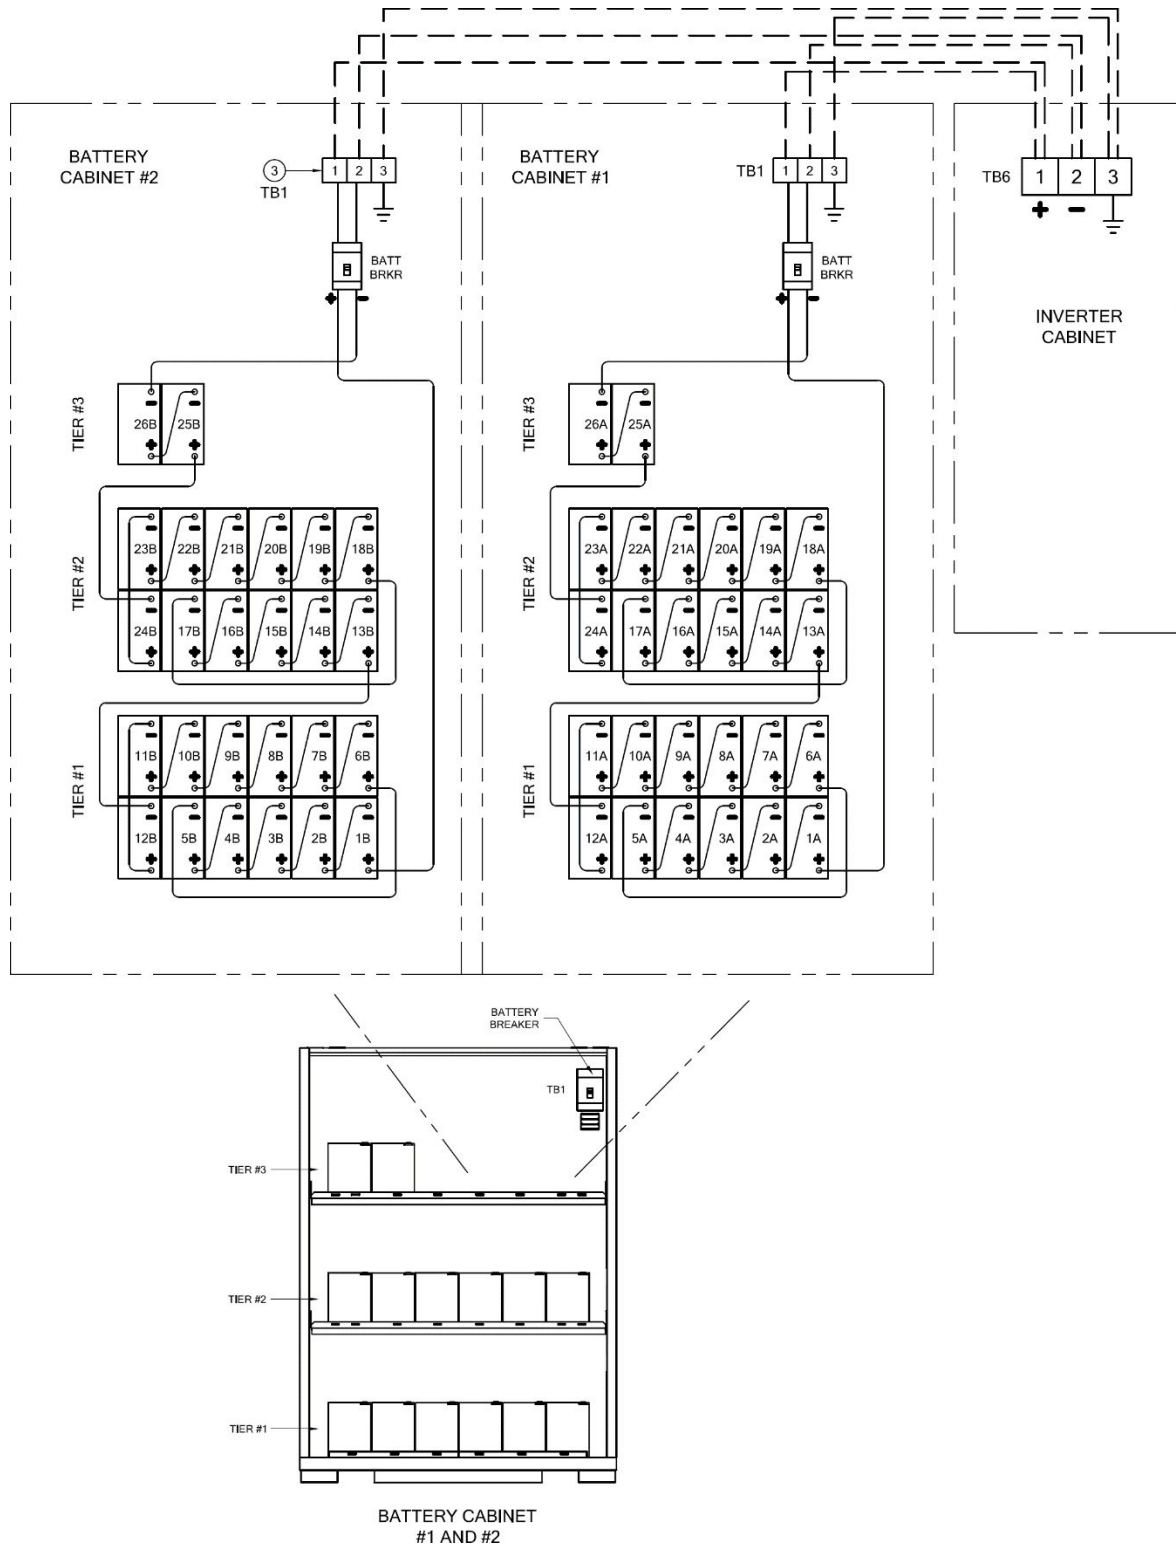 BATTERY
CABINET #2
3
TB1
1 2 3
BATT
BRKR
+ -
TIER #3
26B 25B
- -
+ +
TIER #2
23B 22B 21B 20B 19B 18B
24B 17B 16B 15B 14B 13B
TIER #1
11B 10B 9B 8B 7B 6B
12B 5B 4B 3B 2B 1B
BATTERY
CABINET #1
TB1
1 2 3
BATT
BRKR
+ -
TIER #3
26A 25A
- -
+ +
TIER #2
23A 22A 21A 20A 19A 18A
24A 17A 16A 15A 14A 13A
TIER #1
11A 10A 9A 8A 7A 6A
12A 5A 4A 3A 2A 1A
TB6
1 2 3
+ -
INVERTER
CABINET
BATTERY
BREAKER
TB1
TIER #3
TIER #2
TIER #1
BATTERY CABINET
#1 AND #2